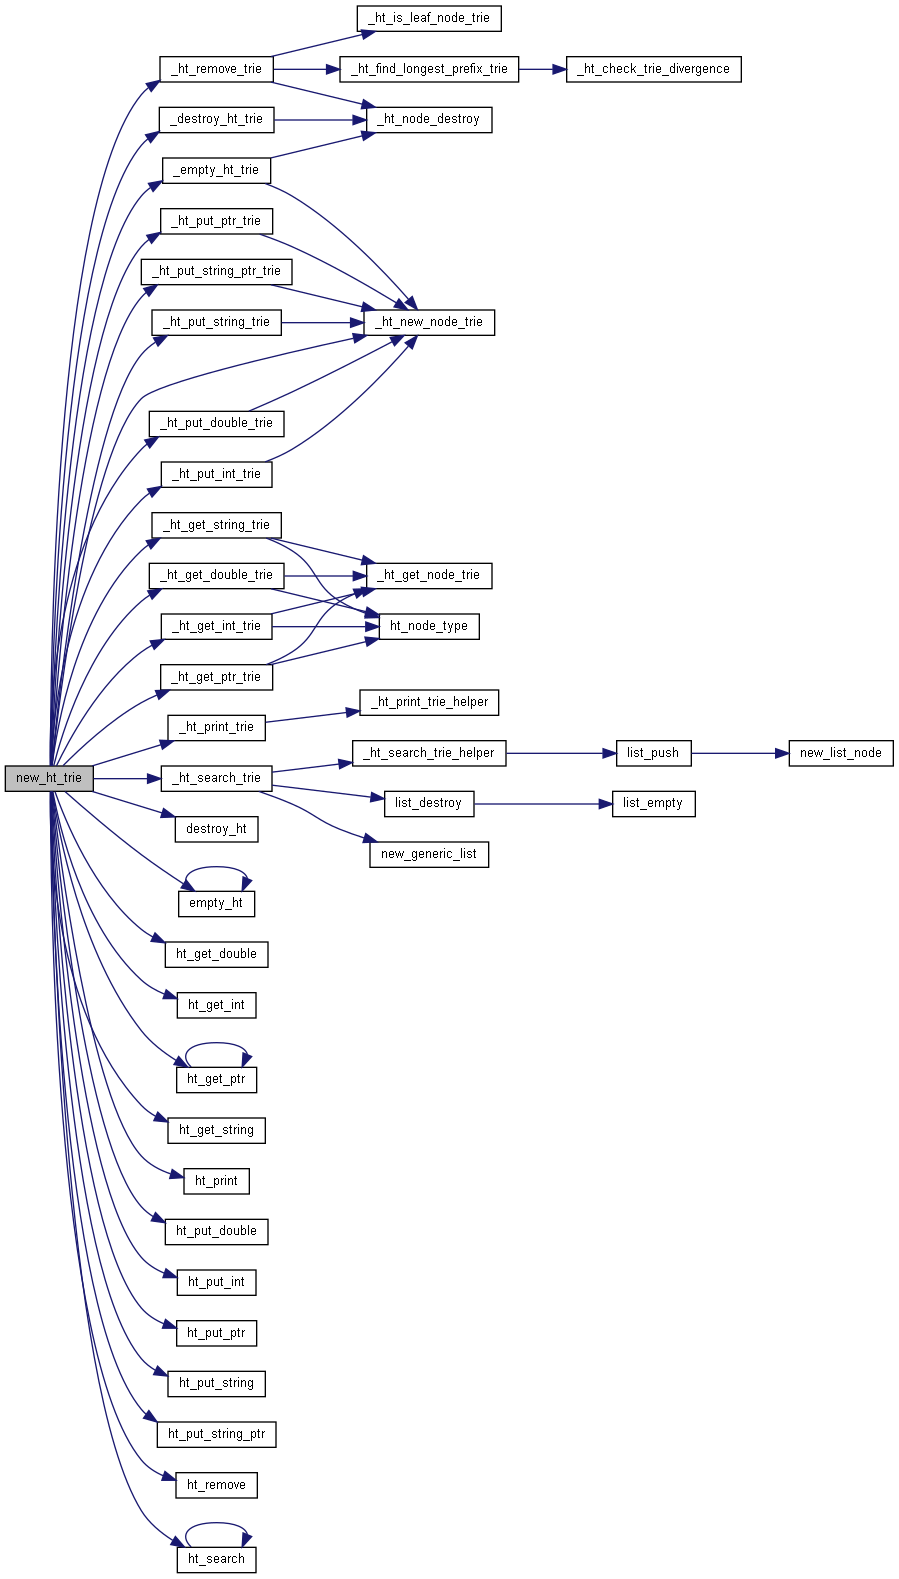 _ht_is_leaf_node_trie
_ht_remove_trie
_ht_find_longest_prefix_trie
_ht_check_trie_divergence
_destroy_ht_trie
_ht_node_destroy
_empty_ht_trie
_ht_put_ptr_trie
_ht_put_string_ptr_trie
_ht_put_string_trie
_ht_new_node_trie
_ht_put_double_trie
_ht_put_int_trie
_ht_get_string_trie
_ht_get_double_trie
_ht_get_node_trie
_ht_get_int_trie
ht_node_type
_ht_get_ptr_trie
_ht_print_trie_helper
_ht_print_trie
_ht_search_trie_helper
list_push
new_list_node
new_ht_trie
_ht_search_trie
list_destroy
list_empty
destroy_ht
new_generic_list
empty_ht
ht_get_double
ht_get_int
ht_get_ptr
ht_get_string
ht_print
ht_put_double
ht_put_int
ht_put_ptr
ht_put_string
ht_put_string_ptr
ht_remove
ht_search